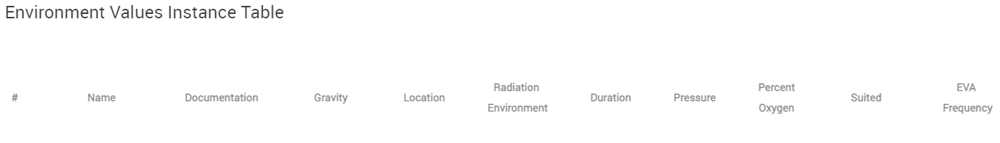 Environment Values Instance Table
# Name Documentation Gravity Location Radiation Environment Duration Pressure Percent Oxygen Suited EVA Frequency